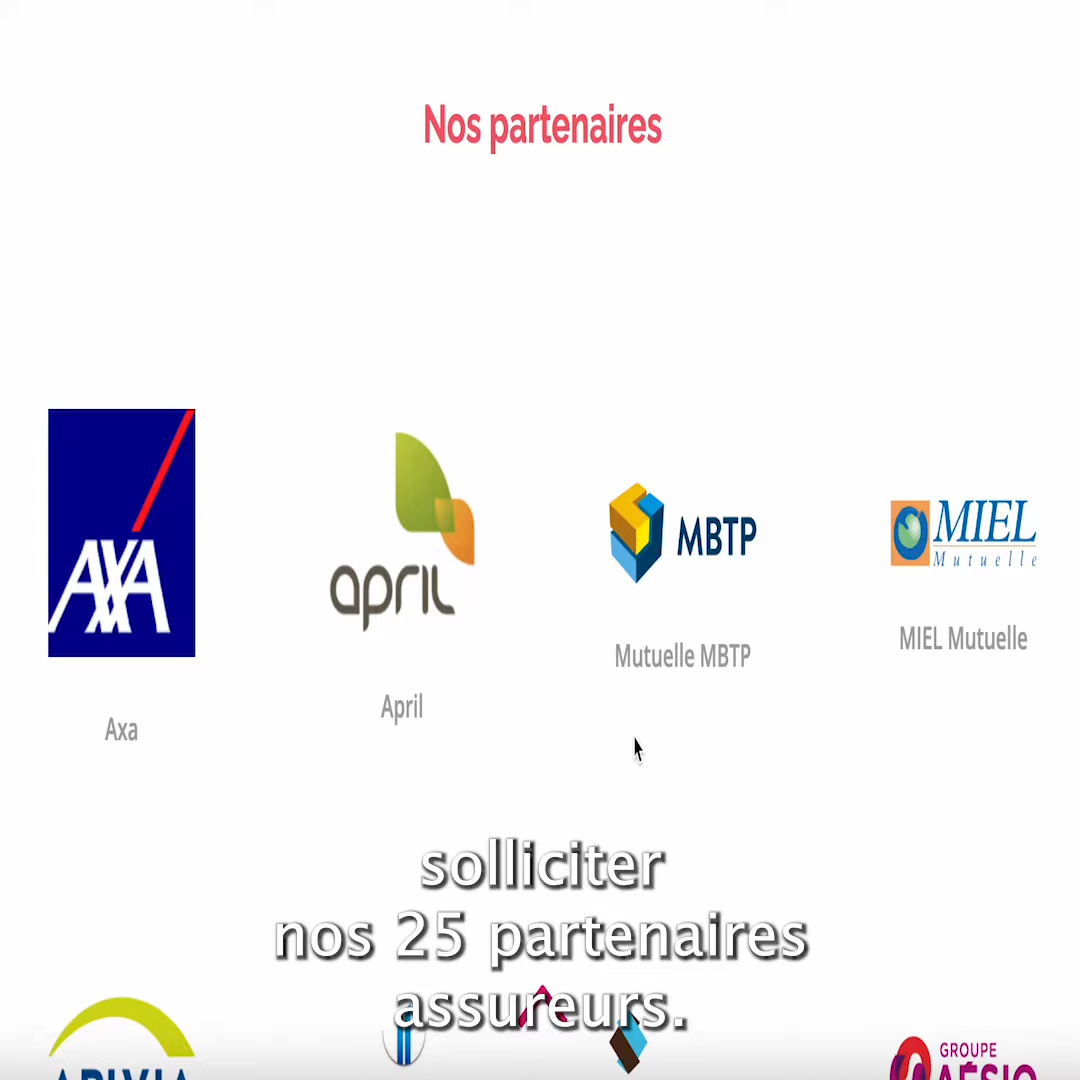 Nos partenaires
AXA
april
MBTP
MIEL
Mutuelle
Axa
April
Mutuelle MBTP
MIEL Mutuelle
solliciter
nos 25 partenaires
assureurs.
GROUPE
AÉSIO